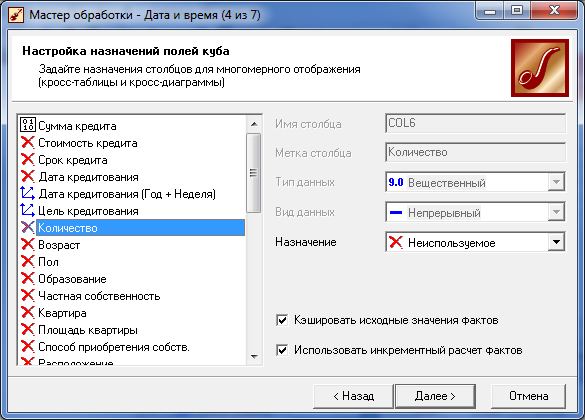 Мастер обработки - Дата и время (4 из 7)
Настройка назначений полей куба
Задайте назначения столбцов для многомерного отображения
(кросс-таблицы и кросс-диаграммы)
Сумма кредита
Стоимость кредита
Срок кредита
Дата кредитования
Дата кредитования (Год + Неделя)
Цель кредитования
Количество
Возраст
Пол
Образование
Частная собственность
Квартира
Площадь квартиры
Способ приобретения собств.
Расположение
Имя столбца COL6
Метка столбца Количество
Тип данных 9.0 Вещественный
Вид данных Непрерывный
Назначение Неиспользуемое
Кэшировать исходные значения фактов
Использовать инкрементный расчет фактов
< Назад Далее > Отмена